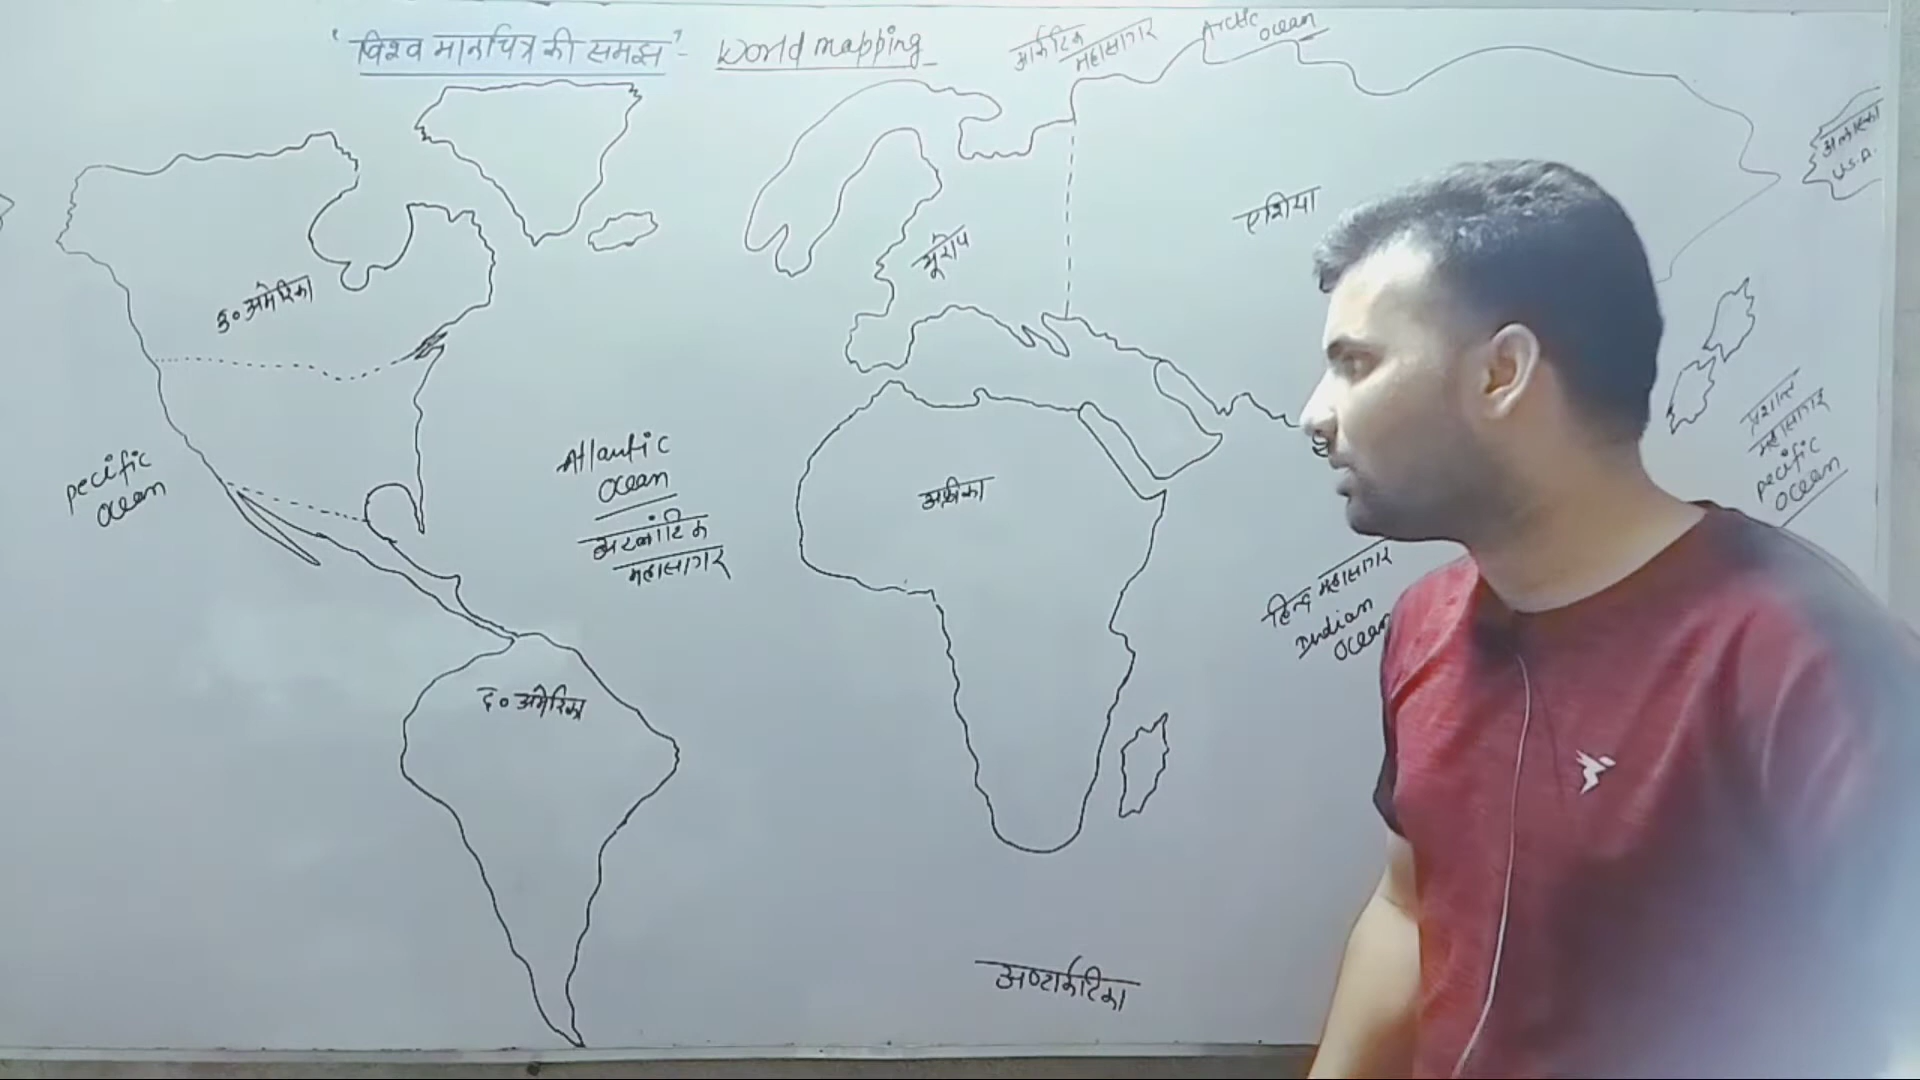 'विश्व मानचित्र की समझ' - World mapping
आर्कटिक
महासागर
Arctic
ocean
अलास्का
U.S.A.
एशिया
यूरोप
उ० अमेरिका
pecific
ocean
Atlantic
ocean
अटलांटिक
महासागर
अफ्रीका
प्रशान्त
महासागर
pecific
ocean
हिन्द महासागर
Indian
ocean
द० अमेरिका
अण्टार्कटिका